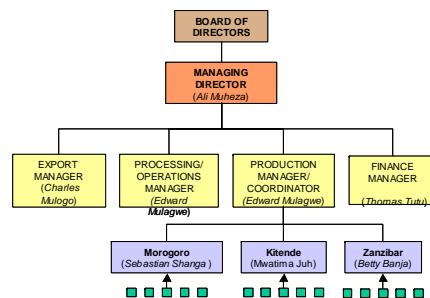 BOARD OF
DIRECTORS
MANAGING
DIRECTOR
(Ali Muheza)
EXPORT
MANAGER
(Charles
Mulogo)
PROCESSING/
OPERATIONS
MANAGER
(Edward
Mulagwe)
PRODUCTION
MANAGER/
COORDINATOR
(Edward Mulagwe)
FINANCE
MANAGER
(Thomas Tutu)
Morogoro
(Sebastian Shanga )
Kitende
(Mwatima Juh)
Zanzibar
(Betty Banja)